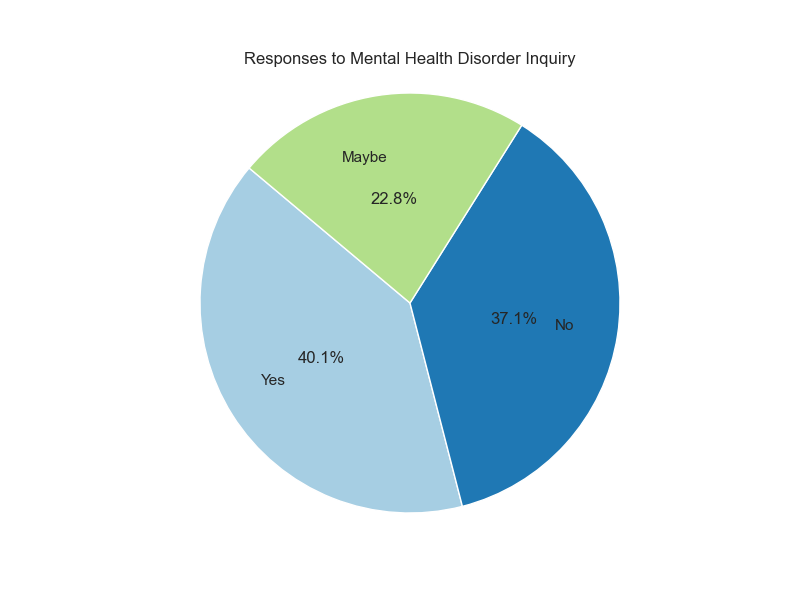 Responses to Mental Health Disorder Inquiry
Maybe
22.8%
37.1%
No
40.1%
Yes